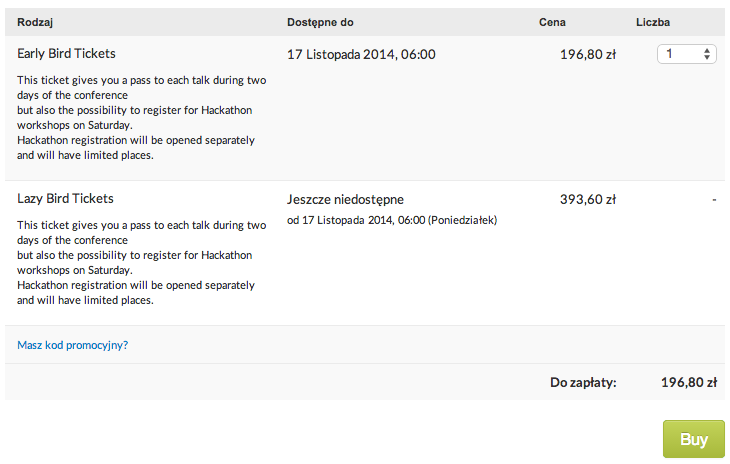 Rodzaj Dostępne do Cena Liczba
Early Bird Tickets 17 Listopada 2014, 06:00 196,80 zł 1
This ticket gives you a pass to each talk during two
days of the conference
but also the possibility to register for Hackathon
workshops on Saturday.
Hackathon registration will be opened separately
and will have limited places.
Lazy Bird Tickets Jeszcze niedostępne 393,60 zł -
od 17 Listopada 2014, 06:00 (Poniedziałek)
This ticket gives you a pass to each talk during two
days of the conference
but also the possibility to register for Hackathon
workshops on Saturday.
Hackathon registration will be opened separately
and will have limited places.
Masz kod promocyjny?
Do zapłaty: 196,80 zł
Buy